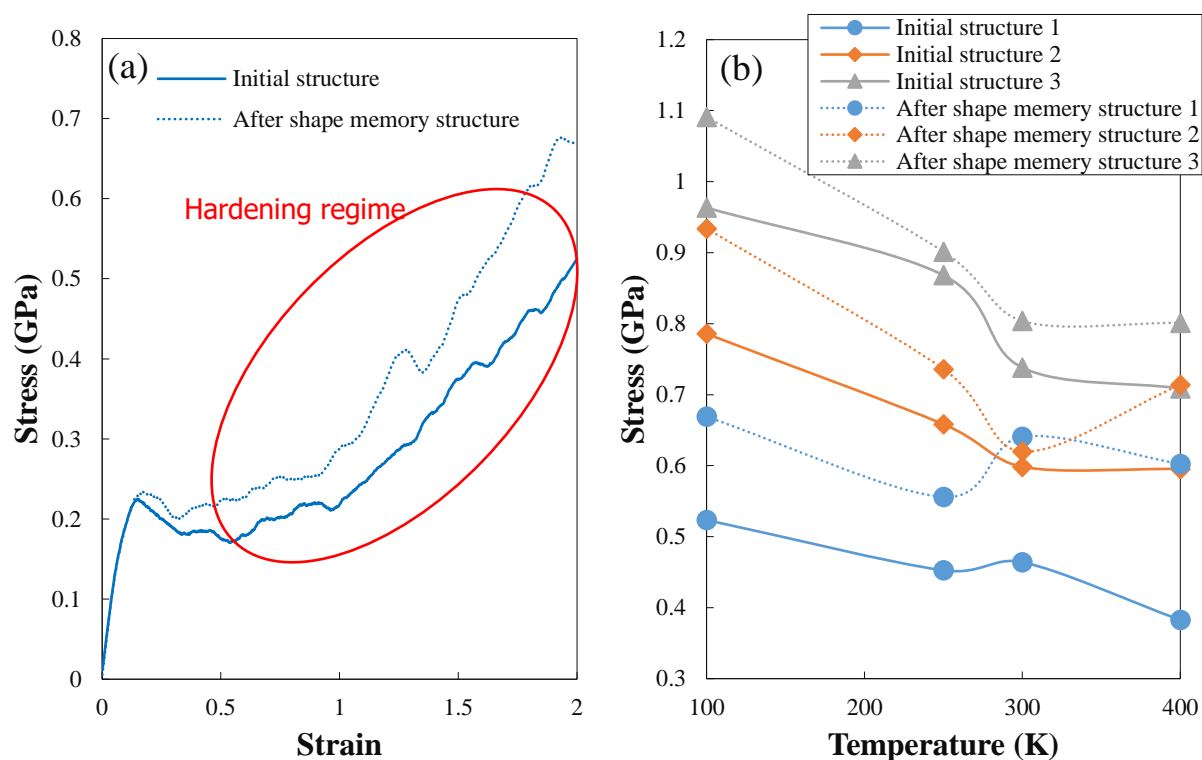 (a)
Initial structure
After shape memory structure
Hardening regime
Stress (GPa)
0.8
0.7
0.6
0.5
0.4
0.3
0.2
0.1
0
0 0.5 1 1.5 2
Strain
(b)
Initial structure 1
Initial structure 2
Initial structure 3
After shape memery structure 1
After shape memery structure 2
After shape memery structure 3
Stress (GPa)
1.2
1.1
1
0.9
0.8
0.7
0.6
0.5
0.4
0.3
100 200 300 400
Temperature (K)